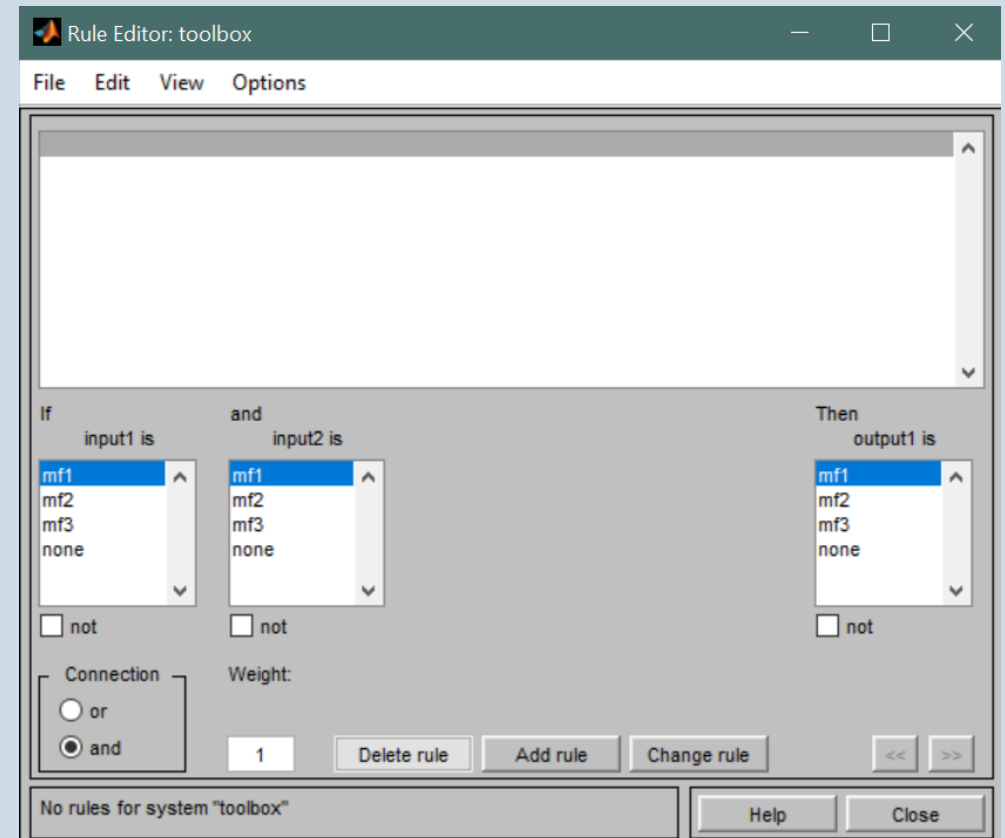 Rule Editor: toolbox
File Edit View Options
If and Then
input1 is input2 is output1 is
mf1 mf1 mf1
mf2 mf2 mf2
mf3 mf3 mf3
none none none
not not not
Connection Weight:
or
and 1 Delete rule Add rule Change rule << >>
No rules for system "toolbox" Help Close